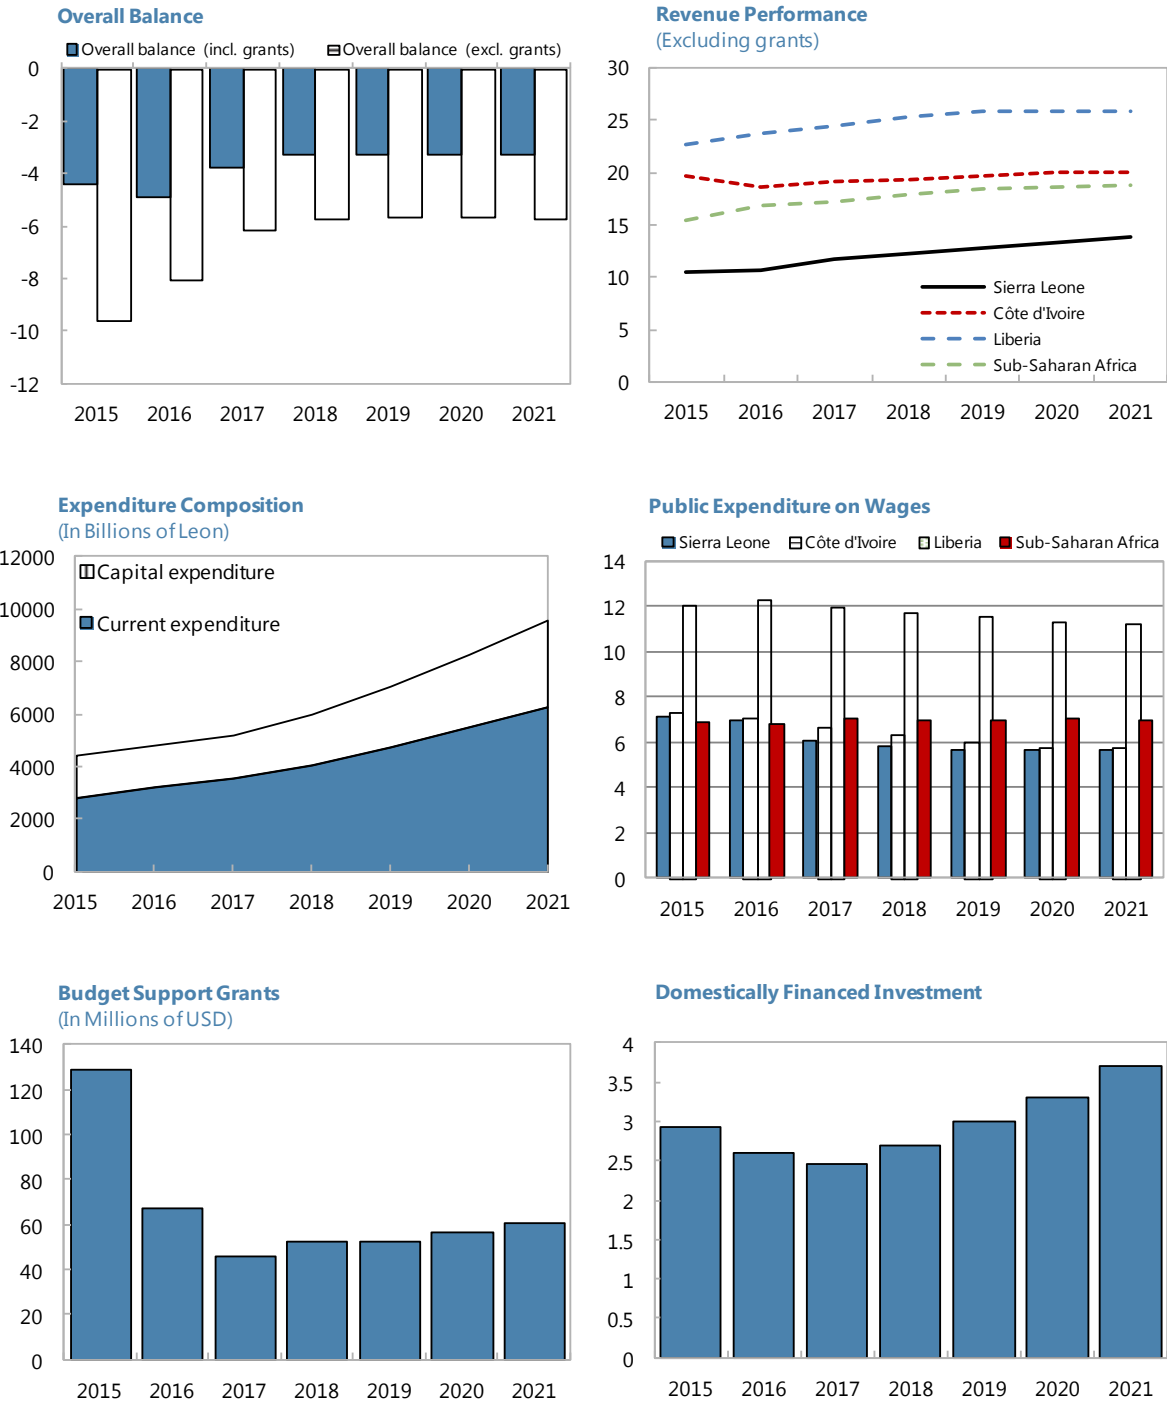 Overall Balance
Overall balance (incl. grants) Overall balance (excl. grants)
0
-2
-4
-6
-8
-10
-12
2015 2016 2017 2018 2019 2020 2021
Revenue Performance
(Excluding grants)
30
25
20
15
10
5
0
Sierra Leone
Côte d'Ivoire
Liberia
Sub-Saharan Africa
2015 2016 2017 2018 2019 2020 2021
Expenditure Composition
(In Billions of Leon)
12000
10000
8000
6000
4000
2000
0
Capital expenditure
Current expenditure
2015 2016 2017 2018 2019 2020 2021
Public Expenditure on Wages
Sierra Leone Côte d'Ivoire Liberia Sub-Saharan Africa
14
12
10
8
6
4
2
0
2015 2016 2017 2018 2019 2020 2021
Budget Support Grants
(In Millions of USD)
140
120
100
80
60
40
20
0
2015 2016 2017 2018 2019 2020 2021
Domestically Financed Investment
4
3.5
3
2.5
2
1.5
1
0.5
0
2015 2016 2017 2018 2019 2020 2021